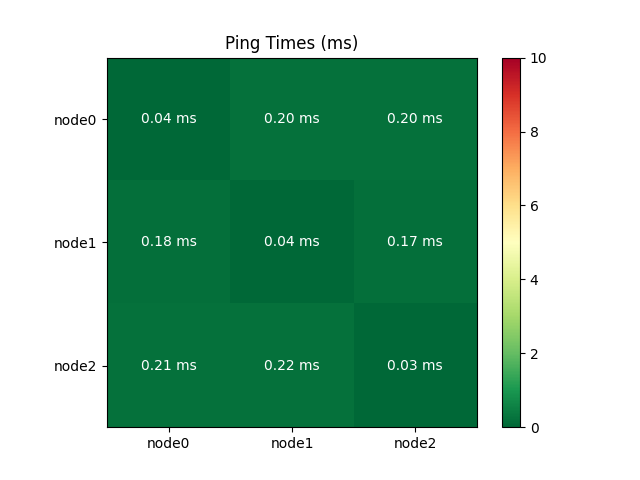 Ping Times (ms)
node0
0.04 ms
0.20 ms
0.20 ms
node1
0.18 ms
0.04 ms
0.17 ms
node2
0.21 ms
0.22 ms
0.03 ms
node0
node1
node2
10
8
6
4
2
0